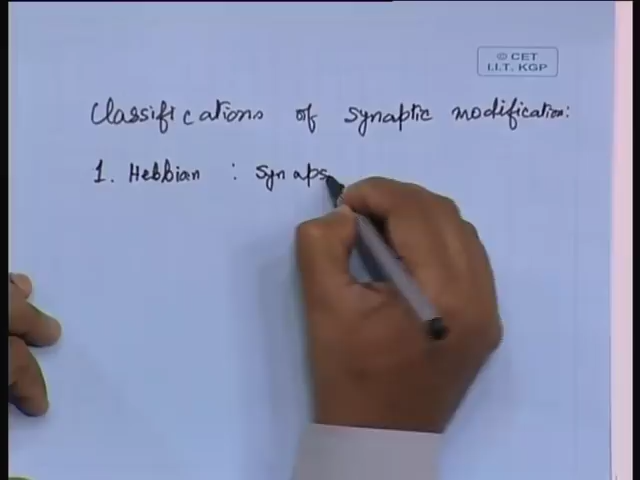 © CET
I.I.T. KGP
Classifications of synaptic modification:
1. Hebbian : Synaps